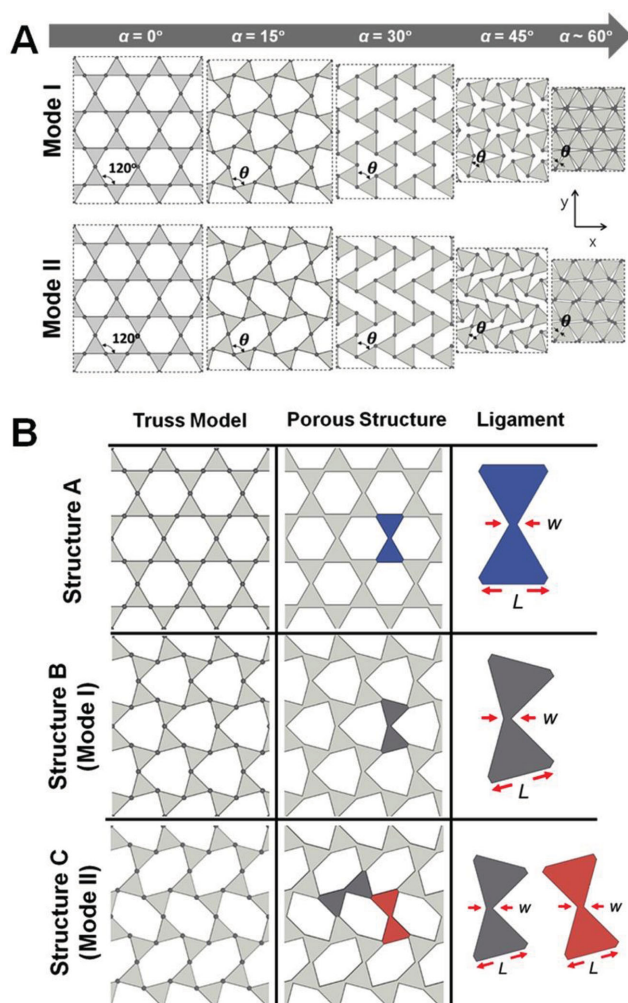 A
α = 0° α = 15° α = 30° α = 45° α ~ 60°
Mode I
120° θ θ θ θ
y
x
Mode II
120° θ θ θ θ
B
Truss Model Porous Structure Ligament
Structure A
w
L
Structure B
(Mode I)
w
L
Structure C
(Mode II)
w w
L L